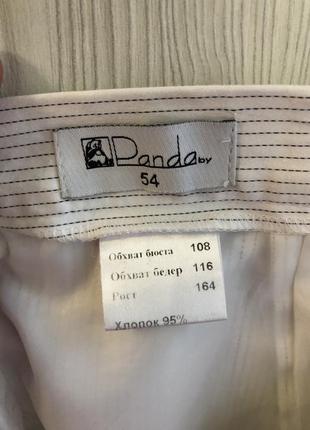 Panda by
54
Обхват бюста 108
Обхват бедер 116
Рост 164
Хлопок 95%